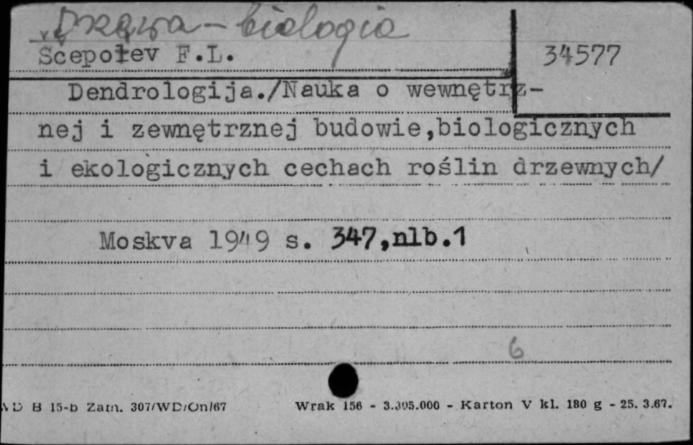 Drzewa - biologia
Scepołev F.L.
34577
Dendrologija./Nauka o wewnętrz-
nej i zewnętrznej budowie,biologicznych
i ekologicznych cechach roślin drzewnych/
Moskva 1949 s. 347,nlb.1
6
B 15-b Zam. 307/WD/On/67
Wrak 156 - 3.305.000 - Karton V kl. 180 g - 25. 3.67.